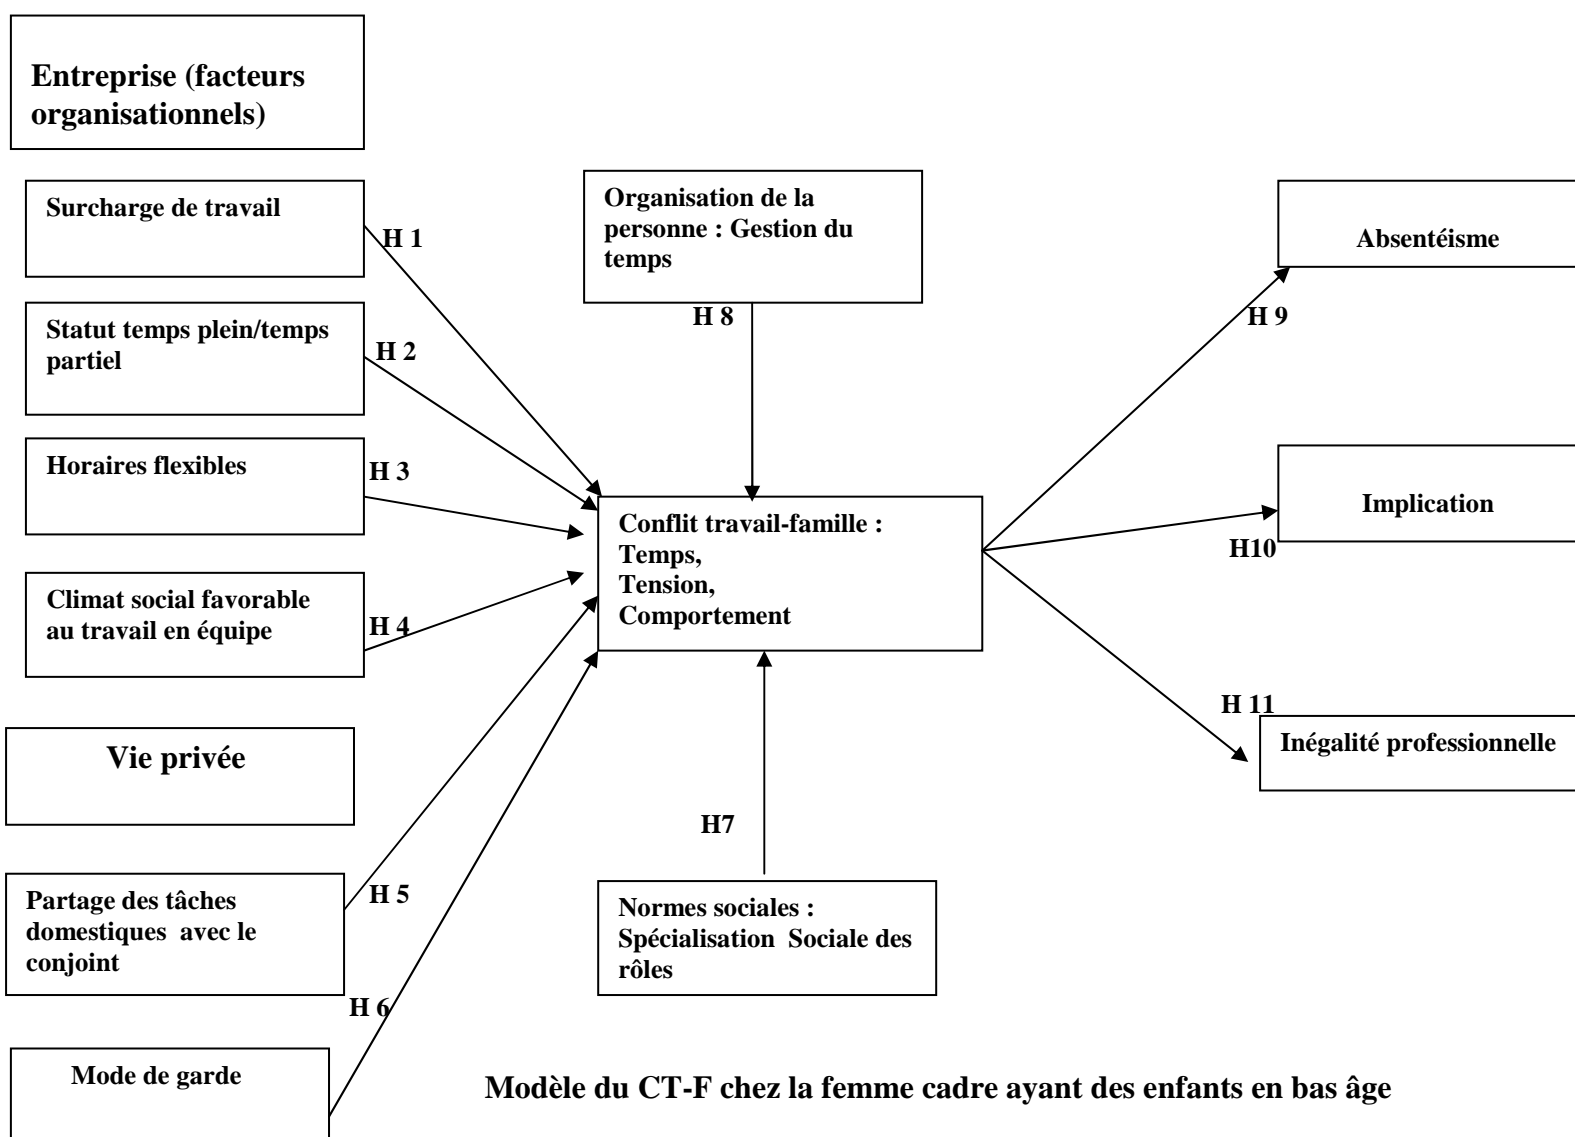 Entreprise (facteurs
organisationnels)
Surcharge de travail
H 1
Statut temps plein/temps
partiel
H 2
Horaires flexibles
H 3
Climat social favorable
au travail en équipe
H 4
Vie privée
Partage des tâches
domestiques avec le
conjoint
H 5
Mode de garde
H 6
Organisation de la
personne : Gestion du
temps
H 8
Conflit travail-famille :
Temps,
Tension,
Comportement
H7
Normes sociales :
Spécialisation Sociale des
rôles
Absentéisme
H 9
Implication
H10
H 11
Inégalité professionnelle
Modèle du CT-F chez la femme cadre ayant des enfants en bas âge